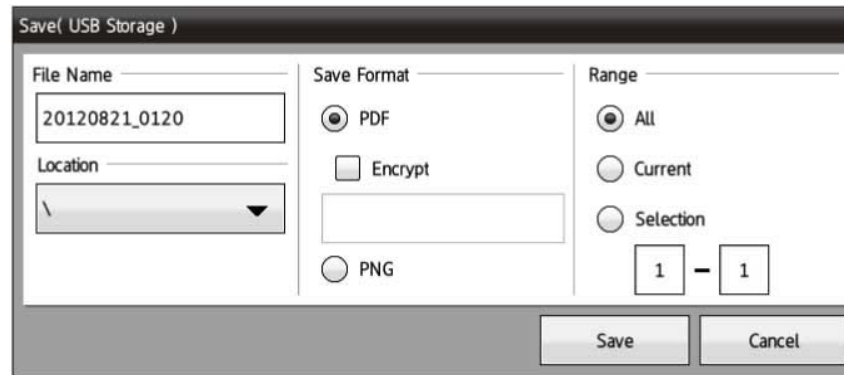 Save( USB Storage )
File Name
20120821_0120
Location
\
Save Format
PDF
Encrypt
PNG
Range
All
Current
Selection
1 – 1
Save
Cancel